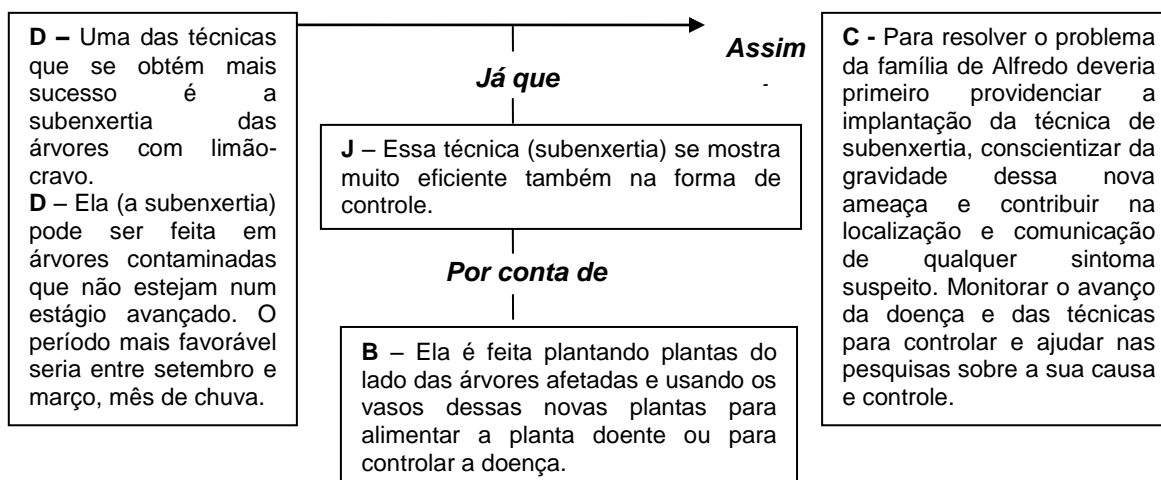 D – Uma das técnicas
que se obtém mais
sucesso é a
subenxertia das
árvores com limão-
cravo.
D – Ela (a subenxertia)
pode ser feita em
árvores contaminadas
que não estejam num
estágio avançado. O
período mais favorável
seria entre setembro e
março, mês de chuva.
Já que
J – Essa técnica (subenxertia) se mostra
muito eficiente também na forma de
controle.
Por conta de
B – Ela é feita plantando plantas do
lado das árvores afetadas e usando os
vasos dessas novas plantas para
alimentar a planta doente ou para
controlar a doença.
Assim
C - Para resolver o problema
da família de Alfredo deveria
primeiro providenciar a
implantação da técnica de
subenxertia, conscientizar da
gravidade dessa nova
ameaça e contribuir na
localização e comunicação
de qualquer sintoma
suspeito. Monitorar o avanço
da doença e das técnicas
para controlar e ajudar nas
pesquisas sobre a sua causa
e controle.